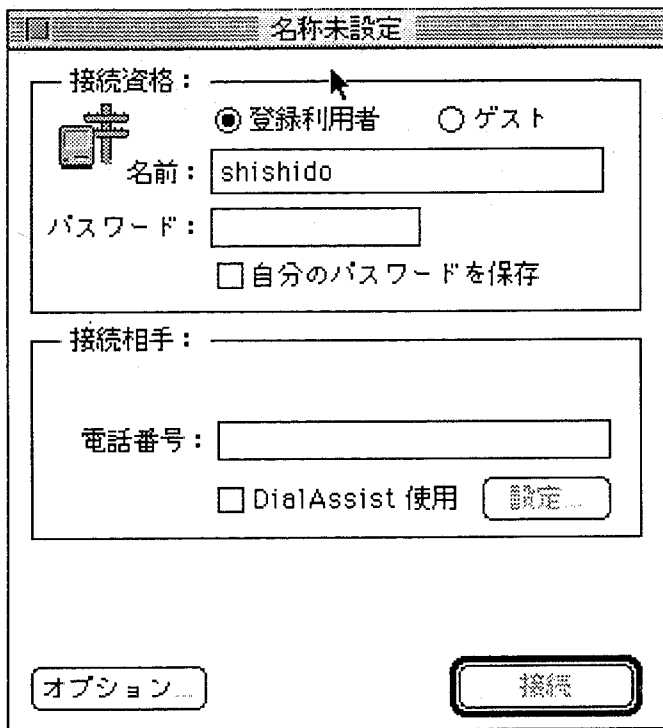 名称未設定
接続資格：
登録利用者 ゲスト
名前： shishido
パスワード：
自分のパスワードを保存
接続相手：
電話番号：
DialAssist 使用 設定...
オプション... 接続